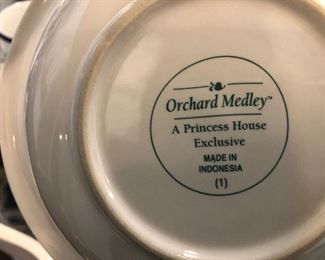 Orchard Medley™
A Princess House
Exclusive
MADE IN
INDONESIA
(1)